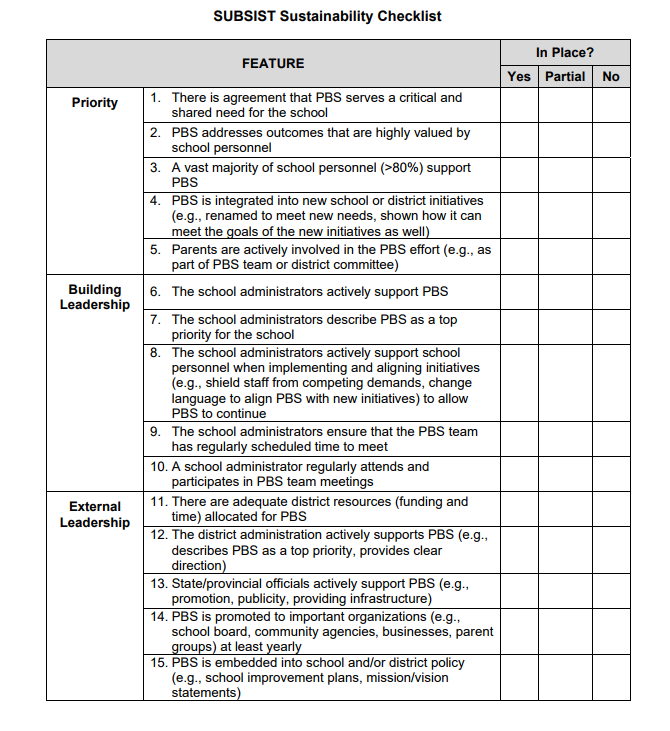 SUBSIST Sustainability Checklist
FEATURE
In Place?
Yes Partial No
Priority
1. There is agreement that PBS serves a critical and
shared need for the school
2. PBS addresses outcomes that are highly valued by
school personnel
3. A vast majority of school personnel (>80%) support
PBS
4. PBS is integrated into new school or district initiatives
(e.g., renamed to meet new needs, shown how it can
meet the goals of the new initiatives as well)
5. Parents are actively involved in the PBS effort (e.g., as
part of PBS team or district committee)
Building
Leadership
6. The school administrators actively support PBS
7. The school administrators describe PBS as a top
priority for the school
8. The school administrators actively support school
personnel when implementing and aligning initiatives
(e.g., shield staff from competing demands, change
language to align PBS with new initiatives) to allow
PBS to continue
9. The school administrators ensure that the PBS team
has regularly scheduled time to meet
10. A school administrator regularly attends and
participates in PBS team meetings
External
Leadership
11. There are adequate district resources (funding and
time) allocated for PBS
12. The district administration actively supports PBS (e.g.,
describes PBS as a top priority, provides clear
direction)
13. State/provincial officials actively support PBS (e.g.,
promotion, publicity, providing infrastructure)
14. PBS is promoted to important organizations (e.g.,
school board, community agencies, businesses, parent
groups) at least yearly
15. PBS is embedded into school and/or district policy
(e.g., school improvement plans, mission/vision
statements)